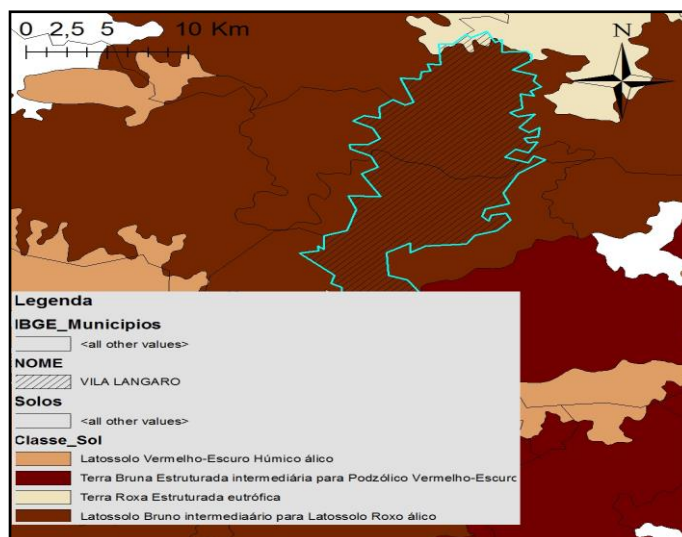 0 2,5 5 10 Km
N
Legenda
IBGE_Municipios
<all other values>
NOME
VILA LANGARO
Solos
<all other values>
Classe_Sol
Latossolo Vermelho-Escuro Húmico álico
Terra Bruna Estruturada intermediária para Podzólico Vermelho-Escuro
Terra Roxa Estruturada eutrófica
Latossolo Bruno intermediaário para Latossolo Roxo álico